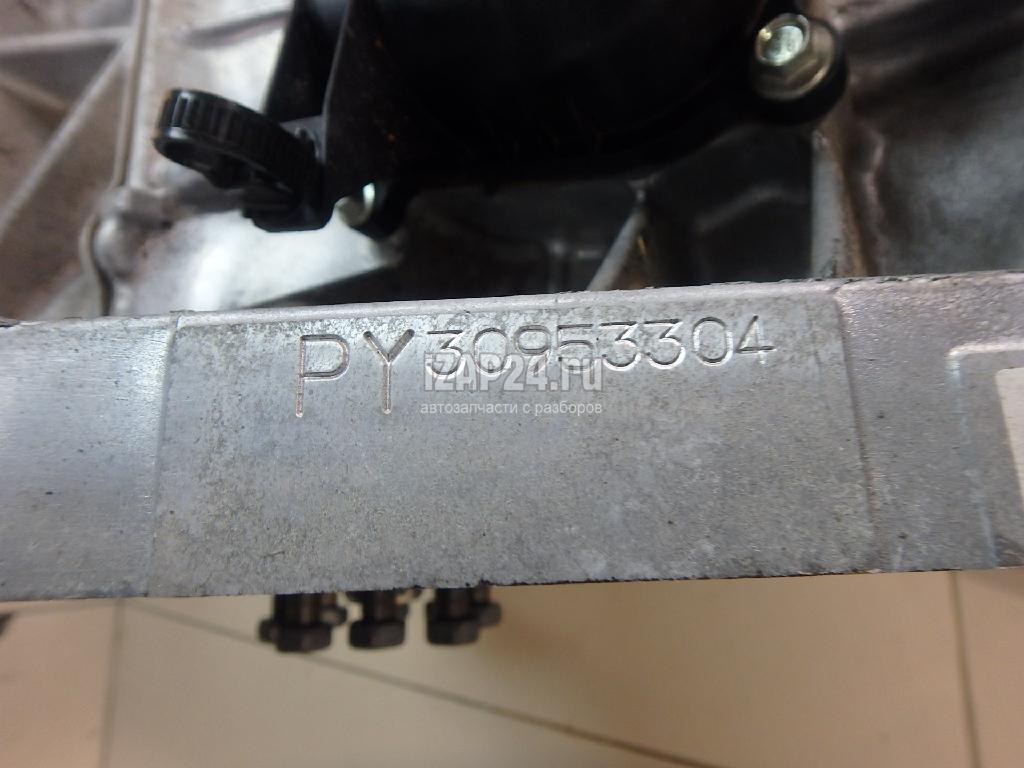 PY30953304
iZAP24.ru
автозапчасти с разборов